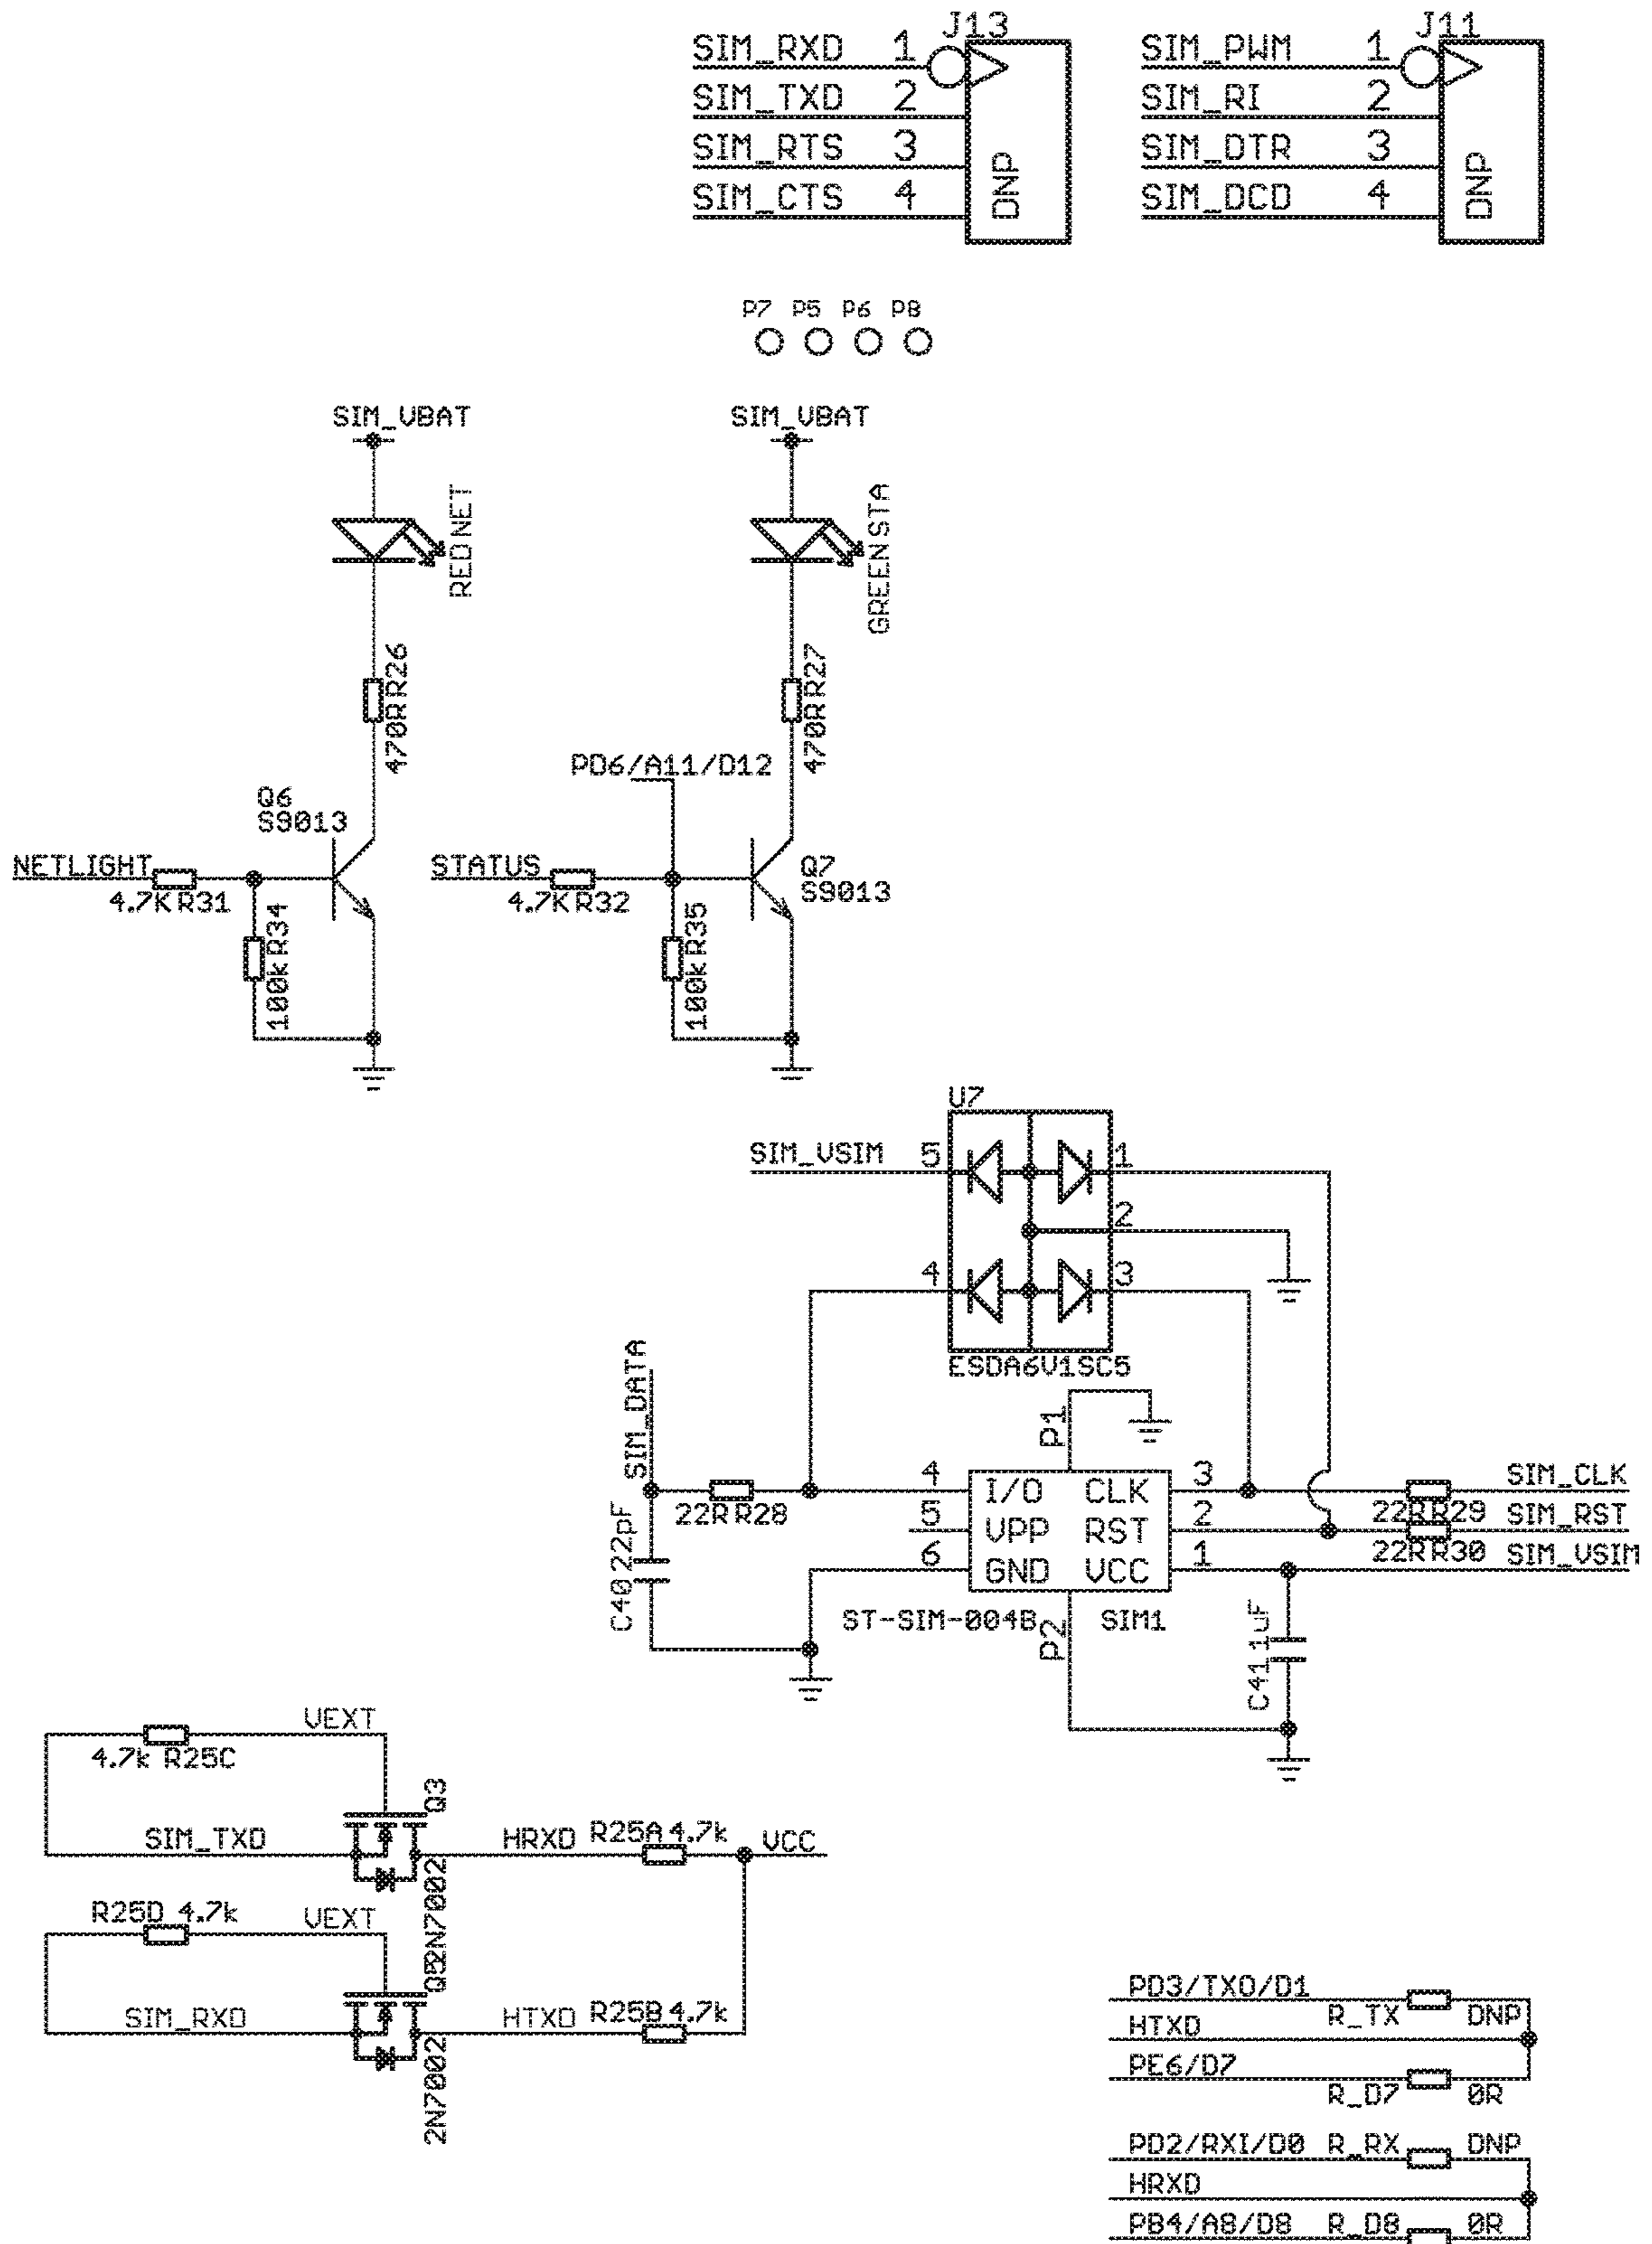 J13
SIM_RXD 1
SIM_TXD 2
SIM_RTS 3
SIM_CTS 4
DNP
J11
SIM_PWM 1
SIM_RI 2
SIM_DTR 3
SIM_DCD 4
DNP
P7 P5 P6 P8
SIM_VBAT
REDNET
470R R26
Q6
S9013
NETLIGHT
4.7K R31
100k R34
SIM_VBAT
GREENSTA
470R R27
PD6/A11/D12
Q7
S9013
STATUS
4.7K R32
100k R35
U7
SIM_VSIM 5
1
2
4
3
ESDA6V1SC5
SIM_DATA
P1
22R R28
C40 22pF
4 I/O CLK 3
5 VPP RST 2
6 GND VCC 1
SIM_CLK
22R R29
SIM_RST
22R R30
SIM_VSIM
ST-SIM-004B
SIM1
P2
C41 1uF
VEXT
4.7k R25C
Q3
2N7002
SIM_TXD
HRXD
R25A 4.7k
VCC
R25D 4.7k
VEXT
Q5
2N7002
SIM_RXD
HTXD
R25B 4.7k
PD3/TXO/D1
R_TX DNP
HTXD
PE6/D7
R_D7 0R
PD2/RXI/D0 R_RX DNP
HRXD
PB4/A8/D8 R_D8 0R